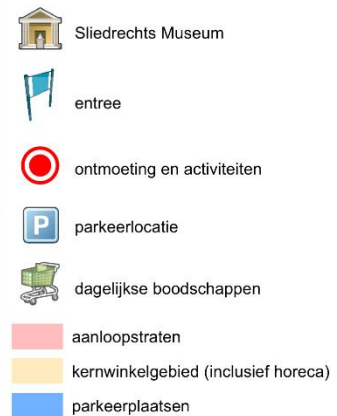 Sliedrechts Museum
entree
ontmoeting en activiteiten
P parkeerlocatie
dagelijkse boodschappen
aanloopstraten
kernwinkelgebied (inclusief horeca)
parkeerplaatsen